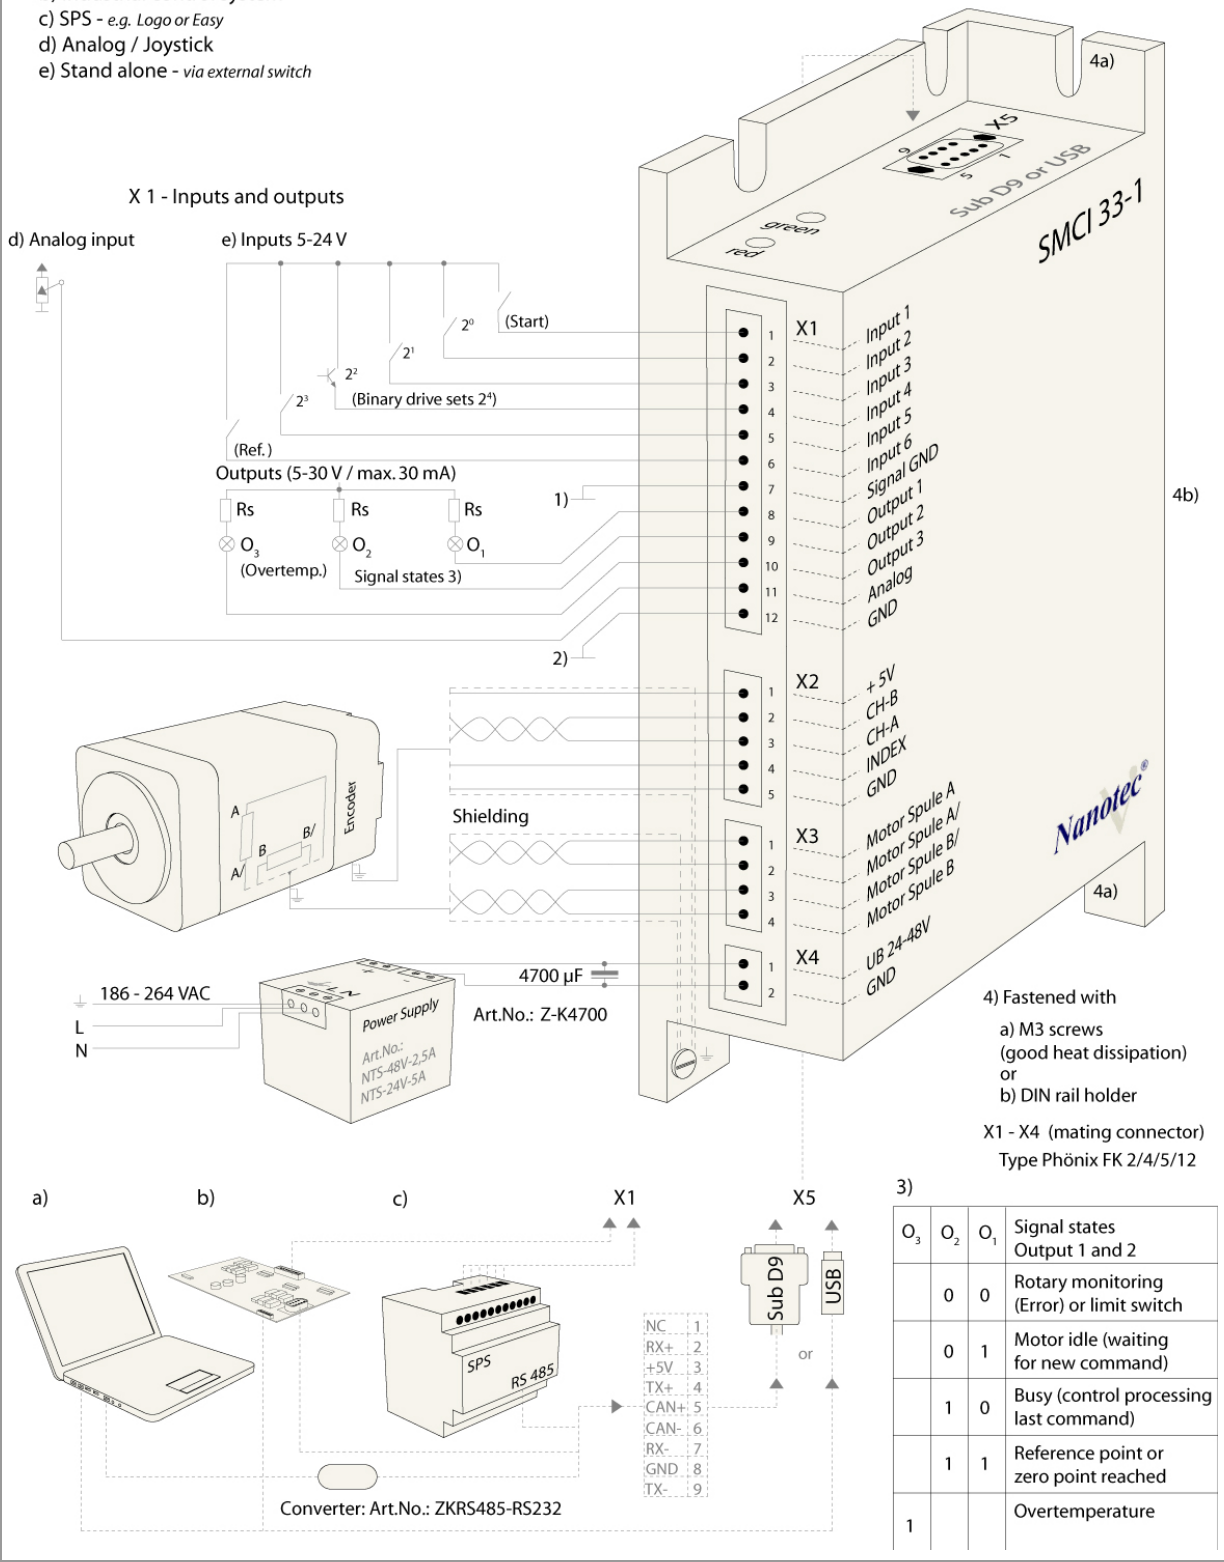 c) SPS - e.g. Logo or Easy
d) Analog / Joystick
e) Stand alone - via external switch
4a)
X5
9
1
5
Sub D9 or USB
green
red
SMCI 33-1
X 1 - Inputs and outputs
d) Analog input
e) Inputs 5-24 V
(Start)
2⁰
2¹
2²
2³
(Binary drive sets 2⁴)
(Ref.)
X1
1 Input 1
2 Input 2
3 Input 3
4 Input 4
5 Input 5
6 Input 6
7 Signal GND
8 Output 1
9 Output 2
10 Output 3
11 Analog
12 GND
Outputs (5-30 V / max. 30 mA)
Rs Rs Rs
O₃ O₂ O₁
(Overtemp.)
Signal states 3)
1)
2)
4b)
X2
1 + 5V
2 CH-B
3 CH-A
4 INDEX
5 GND
Shielding
A
A/
B
B/
Encoder
X3
1 Motor Spule A
2 Motor Spule A/
3 Motor Spule B/
4 Motor Spule B
Nanotec®
4a)
X4
1 UB 24-48V
2 GND
4700 µF
Art.No.: Z-K4700
186 - 264 VAC
L
N
+ -
L N
Power Supply
Art.No.:
NTS-48V-2,5A
NTS-24V-5A
4) Fastened with
a) M3 screws
(good heat dissipation)
or
b) DIN rail holder
X1 - X4 (mating connector)
Type Phönix FK 2/4/5/12
a)
b)
c)
X1
X5
SPS
RS 485
Sub D9
USB
or
NC 1
RX+ 2
+5V 3
TX+ 4
CAN+ 5
CAN- 6
RX- 7
GND 8
TX- 9
Converter: Art.No.: ZKRS485-RS232
3)
O₃ O₂ O₁ Signal states
Output 1 and 2
0 0 Rotary monitoring
(Error) or limit switch
0 1 Motor idle (waiting
for new command)
1 0 Busy (control processing
last command)
1 1 Reference point or
zero point reached
1 Overtemperature